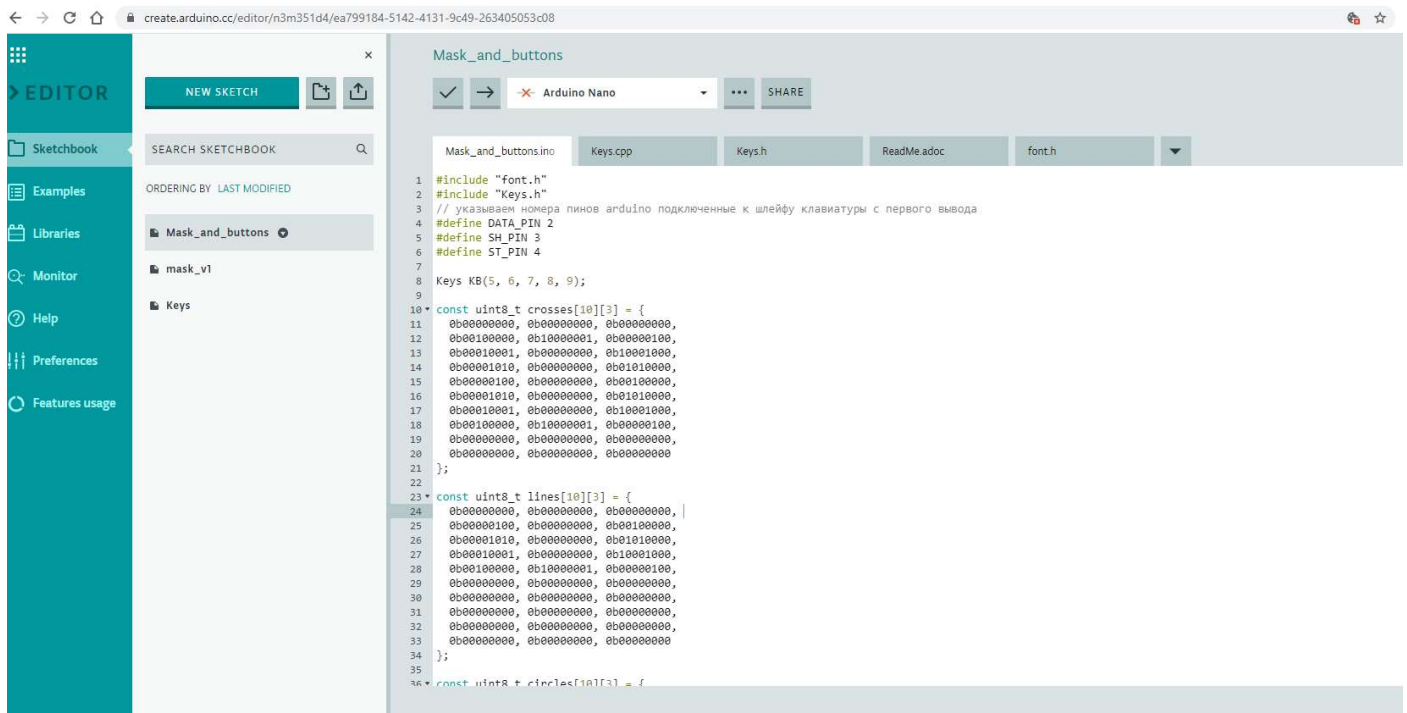 create.arduino.cc/editor/n3m351d4/ea799184-5142-4131-9c49-263405053c08
EDITOR
Sketchbook
Examples
Libraries
Monitor
Help
Preferences
Features usage
NEW SKETCH
SEARCH SKETCHBOOK
ORDERING BY LAST MODIFIED
Mask_and_buttons
mask_v1
Keys
Mask_and_buttons
Arduino Nano
SHARE
Mask_and_buttons.ino Keys.cpp Keys.h ReadMe.adoc font.h
1 #include "font.h"
2 #include "Keys.h"
3 // указываем номера пинов arduino подключенные к шлейфу клавиатуры с первого вывода
4 #define DATA_PIN 2
5 #define SH_PIN 3
6 #define ST_PIN 4
7
8 Keys KB(5, 6, 7, 8, 9);
9
10 const uint8_t crosses[10][3] = {
11 0b00000000, 0b00000000, 0b00000000,
12 0b00100000, 0b10000001, 0b00000100,
13 0b00010001, 0b00000000, 0b10001000,
14 0b00001010, 0b00000000, 0b01010000,
15 0b00000100, 0b00000000, 0b00100000,
16 0b00001010, 0b00000000, 0b01010000,
17 0b00010001, 0b00000000, 0b10001000,
18 0b00100000, 0b10000001, 0b00000100,
19 0b00000000, 0b00000000, 0b00000000,
20 0b00000000, 0b00000000, 0b00000000
21 };
22
23 const uint8_t lines[10][3] = {
24 0b00000000, 0b00000000, 0b00000000,
25 0b00000100, 0b00000000, 0b00100000,
26 0b00001010, 0b00000000, 0b01010000,
27 0b00010001, 0b00000000, 0b10001000,
28 0b00100000, 0b10000001, 0b00000100,
29 0b00000000, 0b00000000, 0b00000000,
30 0b00000000, 0b00000000, 0b00000000,
31 0b00000000, 0b00000000, 0b00000000,
32 0b00000000, 0b00000000, 0b00000000,
33 0b00000000, 0b00000000, 0b00000000
34 };
35
36 const uint8_t circles[10][3] = {